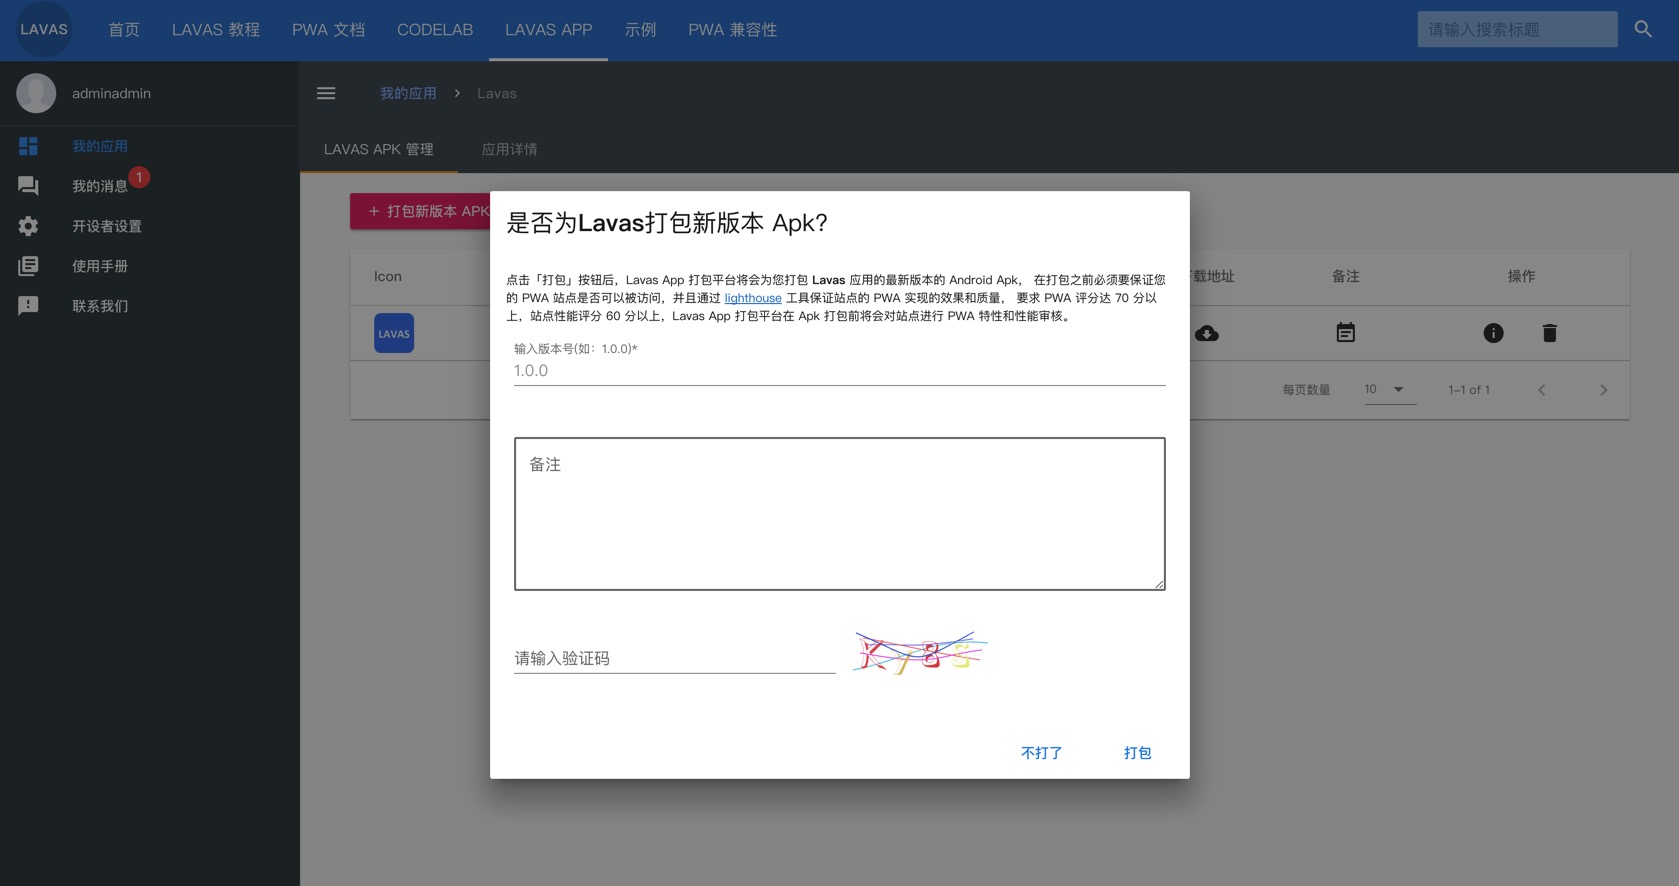 LAVAS 首页 LAVAS 教程 PWA 文档 CODELAB LAVAS APP 示例 PWA 兼容性 请输入搜索标题
adminadmin
我的应用
我的消息 1
开设者设置
使用手册
联系我们
我的应用 > Lavas
LAVAS APK 管理 应用详情
+ 打包新版本 APK
Icon 下载地址 备注 操作
LAVAS
每页数量 10 1–1 of 1
是否为Lavas打包新版本 Apk?
点击「打包」按钮后，Lavas App 打包平台将会为您打包 Lavas 应用的最新版本的 Android Apk， 在打包之前必须要保证您
的 PWA 站点是否可以被访问，并且通过 lighthouse 工具保证站点的 PWA 实现的效果和质量， 要求 PWA 评分达 70 分以
上，站点性能评分 60 分以上，Lavas App 打包平台在 Apk 打包前将会对站点进行 PWA 特性和性能审核。
输入版本号(如：1.0.0)*
1.0.0
备注
请输入验证码
不打了 打包